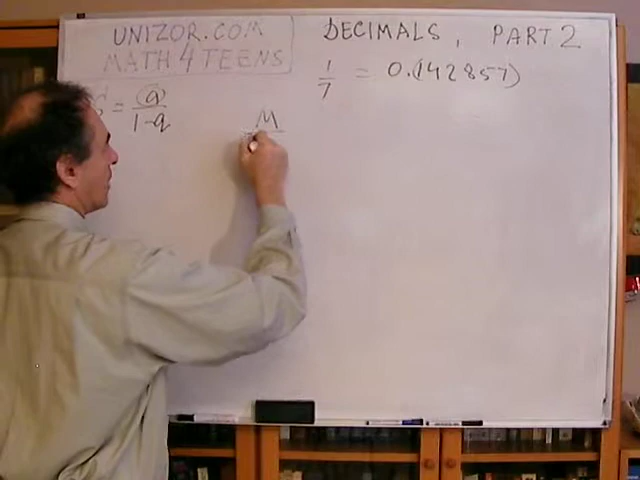 UNIZOR.COM
MATH 4 TEENS
DECIMALS, PART 2
1/7 = 0.(142857)
S = a/(1-q)
M